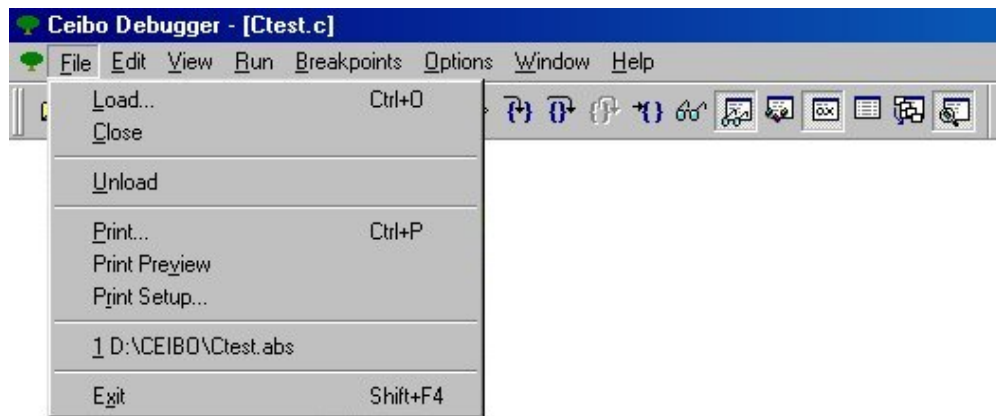 Ceibo Debugger - [Ctest.c]
File Edit View Run Breakpoints Options Window Help
Load... Ctrl+O
Close
Unload
Print... Ctrl+P
Print Preview
Print Setup...
1 D:\CEIBO\Ctest.abs
Exit Shift+F4